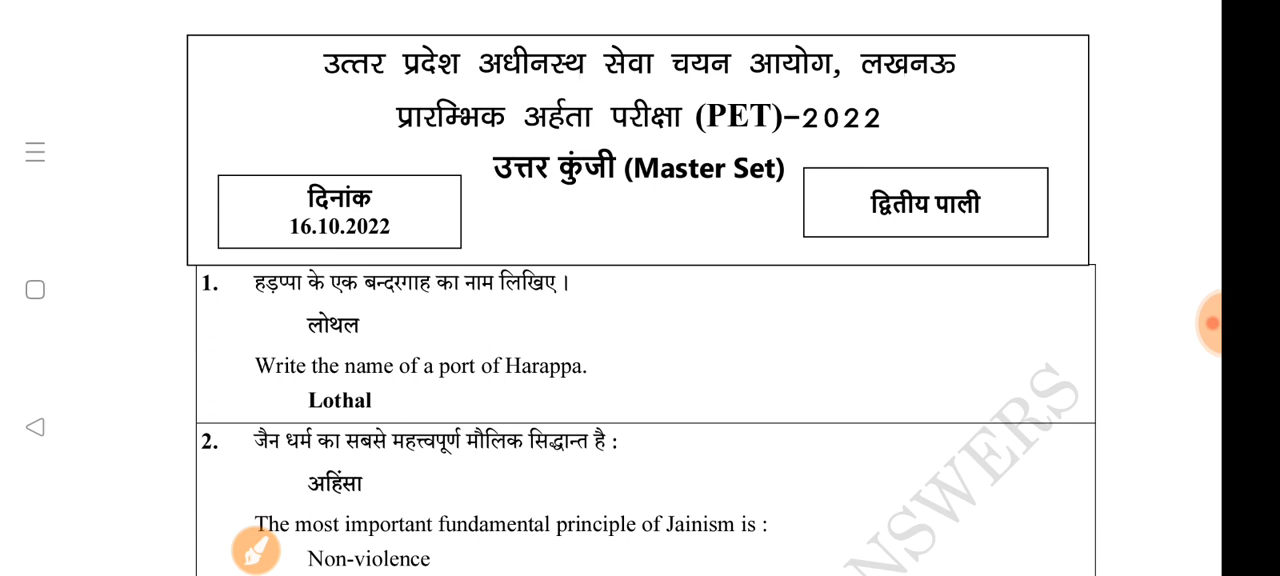 उत्तर प्रदेश अधीनस्थ सेवा चयन आयोग, लखनऊ
प्रारम्भिक अर्हता परीक्षा (PET)-2022
उत्तर कुंजी (Master Set)
दिनांक
16.10.2022
द्वितीय पाली
1. हड़प्पा के एक बन्दरगाह का नाम लिखिए ।
लोथल
Write the name of a port of Harappa.
Lothal
2. जैन धर्म का सबसे महत्त्वपूर्ण मौलिक सिद्धान्त है :
अहिंसा
The most important fundamental principle of Jainism is :
Non-violence